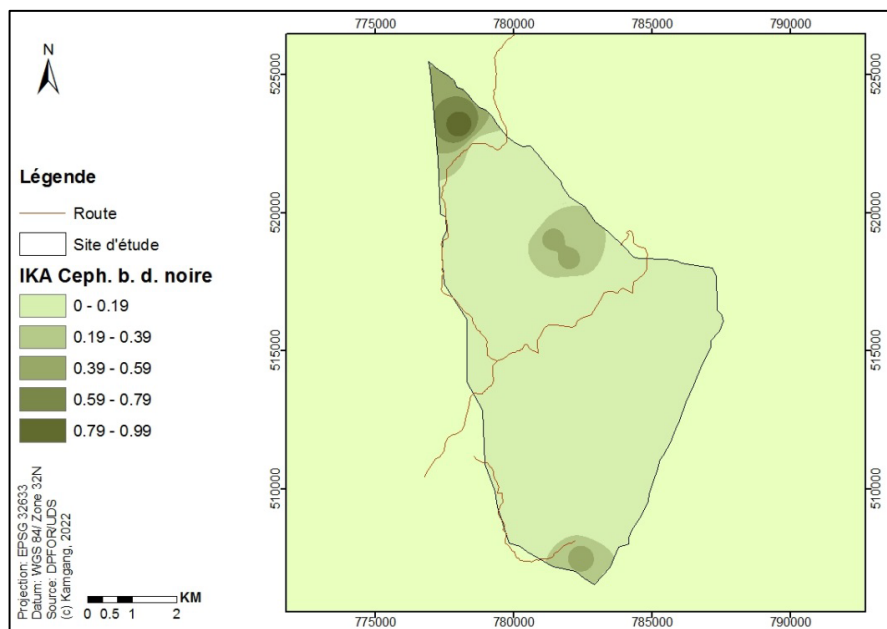 775000 780000 785000 790000
N
525000
525000
520000
520000
515000
515000
510000
510000
Légende
Route
Site d'étude
IKA Ceph. b. d. noire
0 - 0.19
0.19 - 0.39
0.39 - 0.59
0.59 - 0.79
0.79 - 0.99
Projection: EPSG 32633
Datum: WGS 84/ Zone 32N
Source: DPFOR/UDS
(c) Kamgang, 2022
KM
0 0.5 1 2
775000 780000 785000 790000